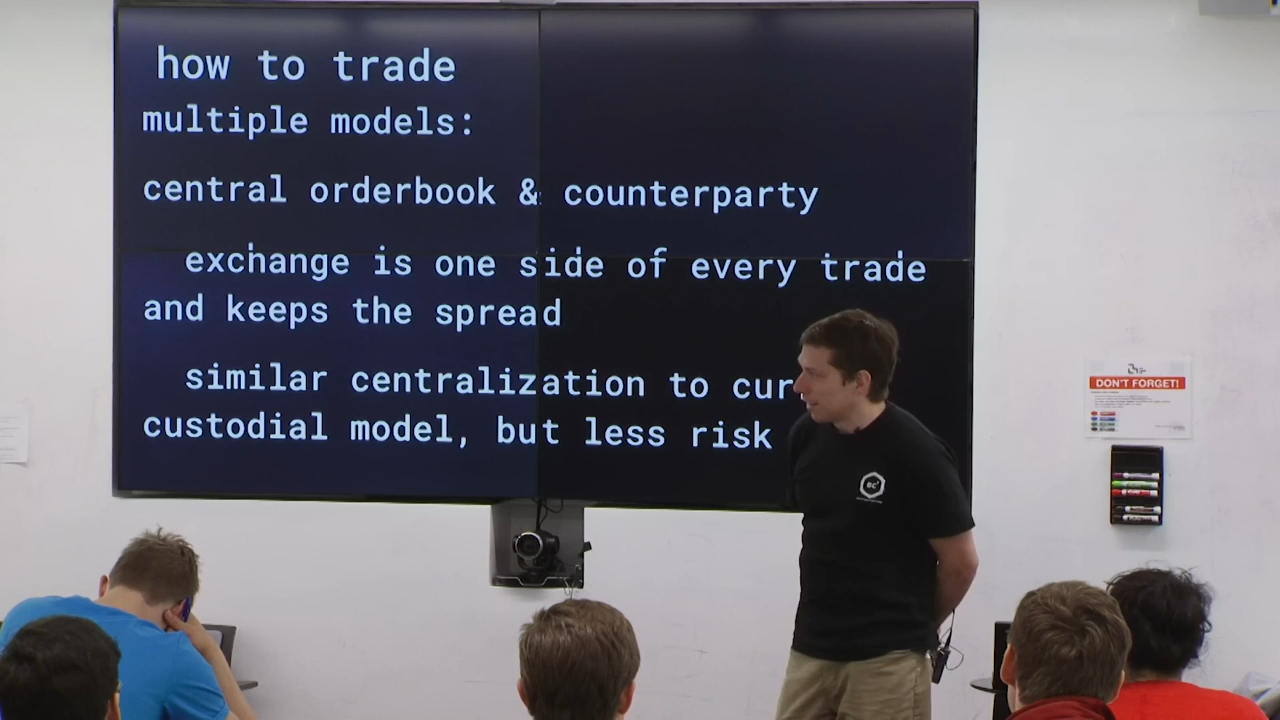 how to trade
multiple models:
central orderbook & counterparty
exchange is one side of every trade
and keeps the spread
similar centralization to
custodial model, but less risk
DON'T FORGET!